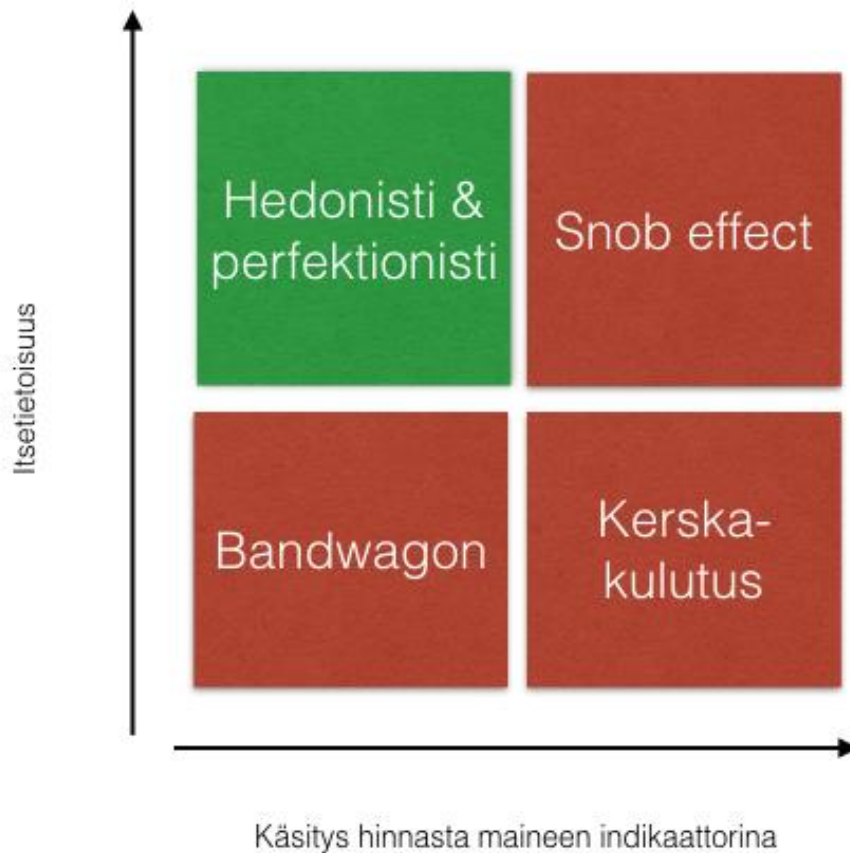 Hedonisti &
perfektionisti
Snob effect
Itsetietoisuus
Bandwagon
Kerska-
kulutus
Käsitys hinnasta maineen indikaattorina